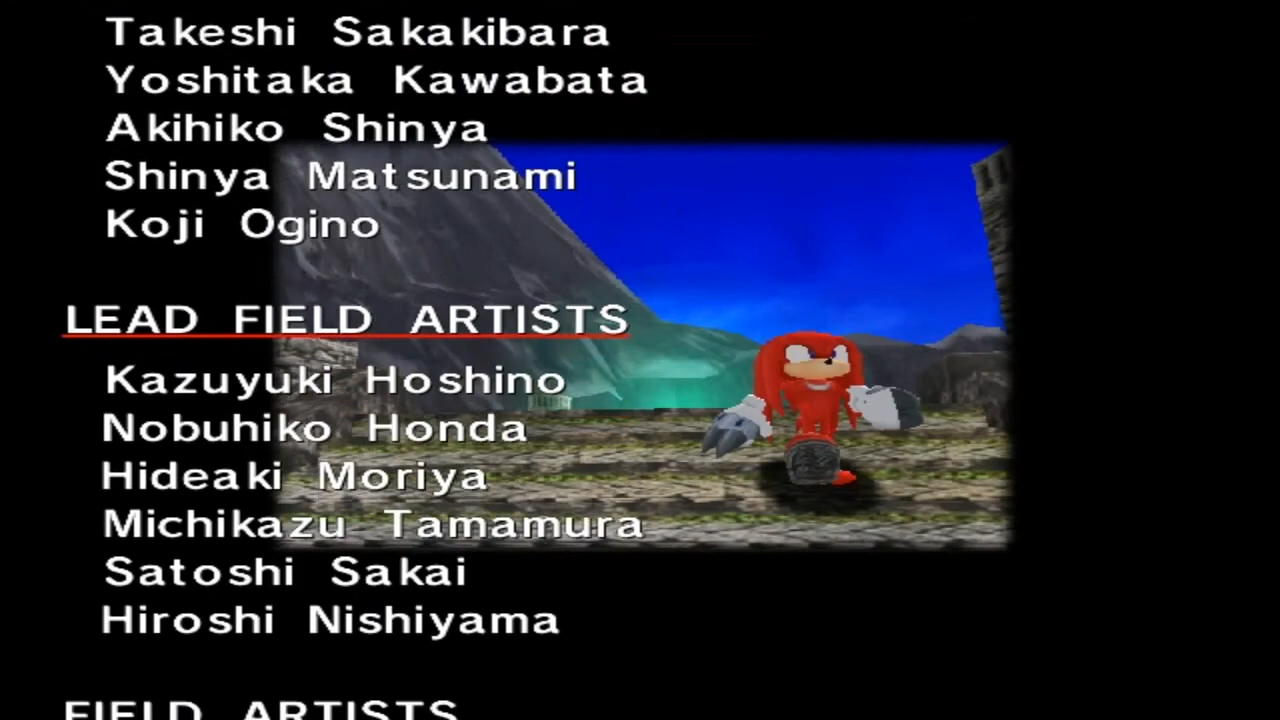 Takeshi Sakakibara
Yoshitaka Kawabata
Akihiko Shinya
Shinya Matsunami
Koji Ogino
LEAD FIELD ARTISTS
Kazuyuki Hoshino
Nobuhiko Honda
Hideaki Moriya
Michikazu Tamamura
Satoshi Sakai
Hiroshi Nishiyama
FIELD ARTISTS